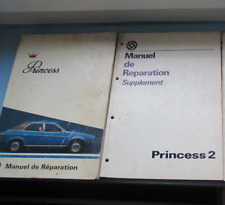 Princess
Manuel de Réparation
Manuel
de
Reparation
Supplement
Princess 2